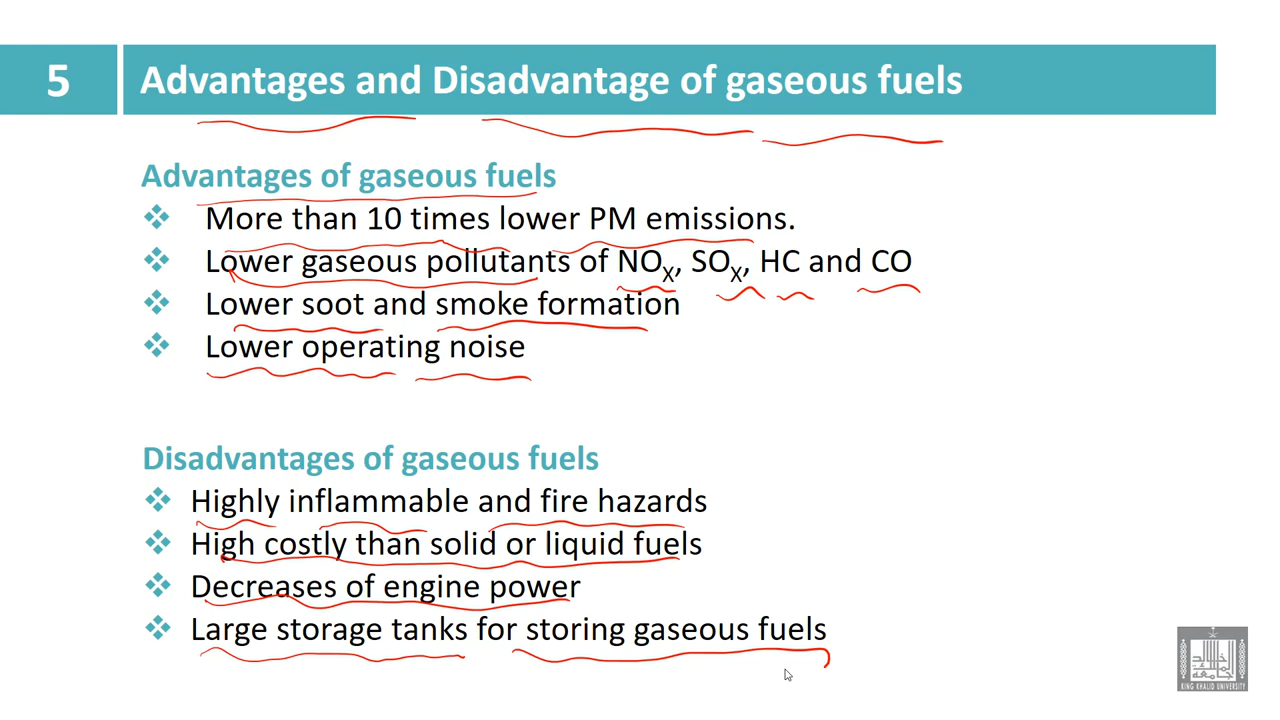 5
Advantages and Disadvantage of gaseous fuels
Advantages of gaseous fuels
❖ More than 10 times lower PM emissions.
❖ Lower gaseous pollutants of NOX, SOX, HC and CO
❖ Lower soot and smoke formation
❖ Lower operating noise
Disadvantages of gaseous fuels
❖ Highly inflammable and fire hazards
❖ High costly than solid or liquid fuels
❖ Decreases of engine power
❖ Large storage tanks for storing gaseous fuels
KING KHALID UNIVERSITY